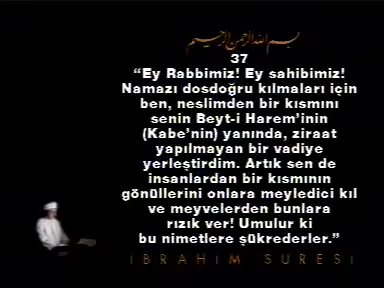 بسم الله الرحمن الرحيم
37
“Ey Rabbimiz! Ey sahibimiz!
Namazı dosdoğru kılmaları için
ben, neslimden bir kısmını
senin Beyt-i Harem’inin
(Kabe’nin) yanında, ziraat
yapılmayan bir vadiye
yerleştirdim. Artık sen de
insanlardan bir kısmının
gönüllerini onlara meyledici kıl
ve meyvelerden bunlara
rızık ver! Umulur ki
bu nimetlere şükrederler.”
İBRAHİM SURESİ